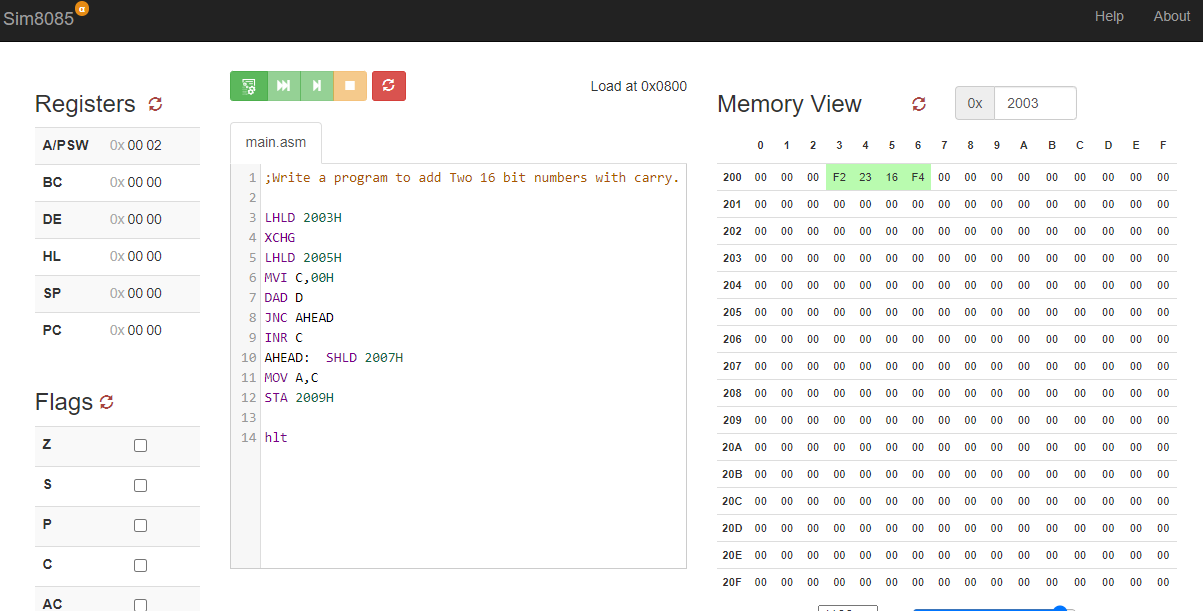 Sim8085 α Help About
Registers
A/PSW 0x 00 02
BC 0x 00 00
DE 0x 00 00
HL 0x 00 00
SP 0x 00 00
PC 0x 00 00
Flags
Z
S
P
C
AC
Load at 0x0800
main.asm
1 ;Write a program to add Two 16 bit numbers with carry.
2
3 LHLD 2003H
4 XCHG
5 LHLD 2005H
6 MVI C,00H
7 DAD D
8 JNC AHEAD
9 INR C
10 AHEAD:  SHLD 2007H
11 MOV A,C
12 STA 2009H
13
14 hlt
Memory View 0x 2003
0 1 2 3 4 5 6 7 8 9 A B C D E F
200 00 00 00 F2 23 16 F4 00 00 00 00 00 00 00 00 00
201 00 00 00 00 00 00 00 00 00 00 00 00 00 00 00 00
202 00 00 00 00 00 00 00 00 00 00 00 00 00 00 00 00
203 00 00 00 00 00 00 00 00 00 00 00 00 00 00 00 00
204 00 00 00 00 00 00 00 00 00 00 00 00 00 00 00 00
205 00 00 00 00 00 00 00 00 00 00 00 00 00 00 00 00
206 00 00 00 00 00 00 00 00 00 00 00 00 00 00 00 00
207 00 00 00 00 00 00 00 00 00 00 00 00 00 00 00 00
208 00 00 00 00 00 00 00 00 00 00 00 00 00 00 00 00
209 00 00 00 00 00 00 00 00 00 00 00 00 00 00 00 00
20A 00 00 00 00 00 00 00 00 00 00 00 00 00 00 00 00
20B 00 00 00 00 00 00 00 00 00 00 00 00 00 00 00 00
20C 00 00 00 00 00 00 00 00 00 00 00 00 00 00 00 00
20D 00 00 00 00 00 00 00 00 00 00 00 00 00 00 00 00
20E 00 00 00 00 00 00 00 00 00 00 00 00 00 00 00 00
20F 00 00 00 00 00 00 00 00 00 00 00 00 00 00 00 00